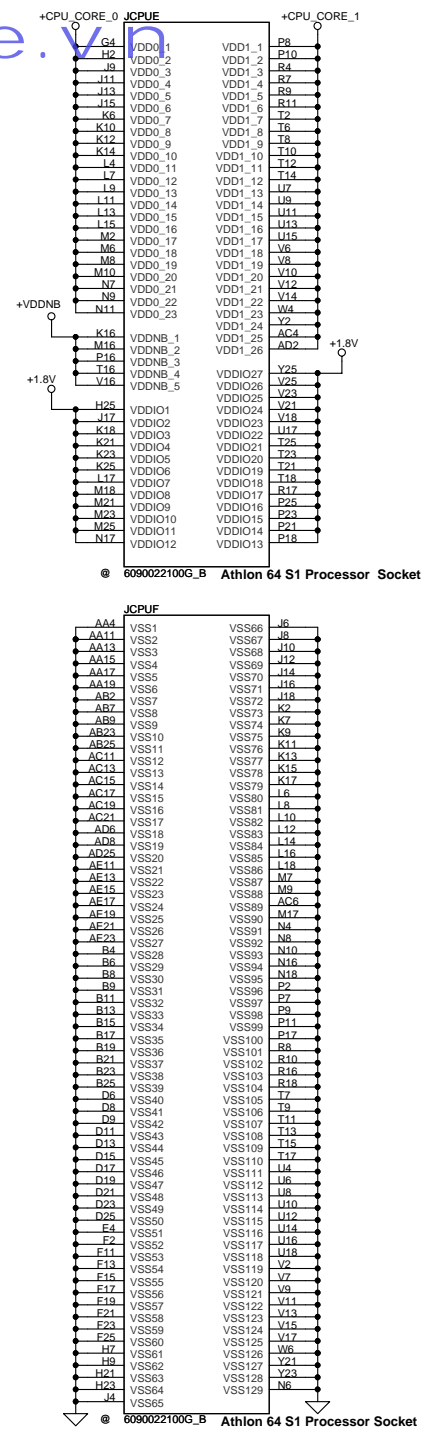 e.vn
+CPU_CORE_0 JCPUE +CPU_CORE_1
G4 VDD0_1 VDD1_1 P8
H2 VDD0_2 VDD1_2 P10
J9 VDD0_3 VDD1_3 R4
J11 VDD0_4 VDD1_4 R7
J13 VDD0_5 VDD1_5 R9
J15 VDD0_6 VDD1_6 R11
K6 VDD0_7 VDD1_7 T2
K10 VDD0_8 VDD1_8 T6
K12 VDD0_9 VDD1_9 T8
K14 VDD0_10 VDD1_10 T10
L4 VDD0_11 VDD1_11 T12
L7 VDD0_12 VDD1_12 T14
L9 VDD0_13 VDD1_13 U7
L11 VDD0_14 VDD1_14 U9
L13 VDD0_15 VDD1_15 U11
L15 VDD0_16 VDD1_16 U13
M2 VDD0_17 VDD1_17 U15
M6 VDD0_18 VDD1_18 V6
M8 VDD0_19 VDD1_19 V8
M10 VDD0_20 VDD1_20 V10
N7 VDD0_21 VDD1_21 V12
N9 VDD0_22 VDD1_22 V14
N11 VDD0_23 VDD1_23 W4
+VDDNB VDD1_24 Y2
K16 VDDNB_1 VDD1_25 AC4
M16 VDDNB_2 VDD1_26 AD2
P16 VDDNB_3 +1.8V
T16 VDDNB_4 VDDIO27 Y25
V16 VDDNB_5 VDDIO26 V25
+1.8V VDDIO25 V23
H25 VDDIO1 VDDIO24 V21
J17 VDDIO2 VDDIO23 V18
K18 VDDIO3 VDDIO22 U17
K21 VDDIO4 VDDIO21 T25
K23 VDDIO5 VDDIO20 T23
K25 VDDIO6 VDDIO19 T21
L17 VDDIO7 VDDIO18 T18
M18 VDDIO8 VDDIO17 R17
M21 VDDIO9 VDDIO16 P25
M23 VDDIO10 VDDIO15 P23
M25 VDDIO11 VDDIO14 P21
N17 VDDIO12 VDDIO13 P18
@ 6090022100G_B Athlon 64 S1 Processor Socket
JCPUF
AA4 VSS1 VSS66 J6
AA11 VSS2 VSS67 J8
AA13 VSS3 VSS68 J10
AA15 VSS4 VSS69 J12
AA17 VSS5 VSS70 J14
AA19 VSS6 VSS71 J16
AB2 VSS7 VSS72 J18
AB7 VSS8 VSS73 K2
AB9 VSS9 VSS74 K7
AB23 VSS10 VSS75 K9
AB25 VSS11 VSS76 K11
AC11 VSS12 VSS77 K13
AC13 VSS13 VSS78 K15
AC15 VSS14 VSS79 K17
AC17 VSS15 VSS80 L6
AC19 VSS16 VSS81 L8
AC21 VSS17 VSS82 L10
AD6 VSS18 VSS83 L12
AD8 VSS19 VSS84 L14
AD25 VSS20 VSS85 L16
AE11 VSS21 VSS86 L18
AE13 VSS22 VSS87 M7
AE15 VSS23 VSS88 M9
AE17 VSS24 VSS89 AC6
AE19 VSS25 VSS90 M17
AE21 VSS26 VSS91 N4
AE23 VSS27 VSS92 N8
B4 VSS28 VSS93 N10
B6 VSS29 VSS94 N16
B8 VSS30 VSS95 N18
B9 VSS31 VSS96 P2
B11 VSS32 VSS97 P7
B13 VSS33 VSS98 P9
B15 VSS34 VSS99 P11
B17 VSS35 VSS100 P17
B19 VSS36 VSS101 R8
B21 VSS37 VSS102 R10
B23 VSS38 VSS103 R16
B25 VSS39 VSS104 R18
D6 VSS40 VSS105 T7
D8 VSS41 VSS106 T9
D9 VSS42 VSS107 T11
D11 VSS43 VSS108 T13
D13 VSS44 VSS109 T15
D15 VSS45 VSS110 T17
D17 VSS46 VSS111 U4
D19 VSS47 VSS112 U6
D21 VSS48 VSS113 U8
D23 VSS49 VSS114 U10
D25 VSS50 VSS115 U12
E4 VSS51 VSS116 U14
F2 VSS52 VSS117 U16
F11 VSS53 VSS118 U18
F13 VSS54 VSS119 V2
F15 VSS55 VSS120 V7
F17 VSS56 VSS121 V9
F19 VSS57 VSS122 V11
F21 VSS58 VSS123 V13
F23 VSS59 VSS124 V15
F25 VSS60 VSS125 V17
H7 VSS61 VSS126 W6
H9 VSS62 VSS127 Y21
H21 VSS63 VSS128 Y23
H23 VSS64 VSS129 N6
J4 VSS65
@ 6090022100G_B Athlon 64 S1 Processor Socket